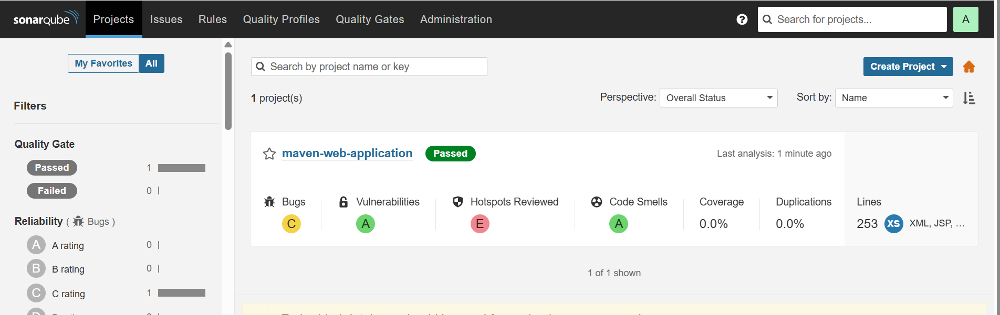 sonarqube Projects Issues Rules Quality Profiles Quality Gates Administration ? Search for projects... A
My Favorites All
Filters
Quality Gate
Passed 1
Failed 0
Reliability ( Bugs )
A A rating 0
B B rating 0
C C rating 1
Search by project name or key
Create Project
1 project(s)
Perspective: Overall Status Sort by: Name
maven-web-application Passed Last analysis: 1 minute ago
Bugs Vulnerabilities Hotspots Reviewed Code Smells Coverage Duplications Lines
C A E A 0.0% 0.0% 253 XS XML, JSP, ...
1 of 1 shown